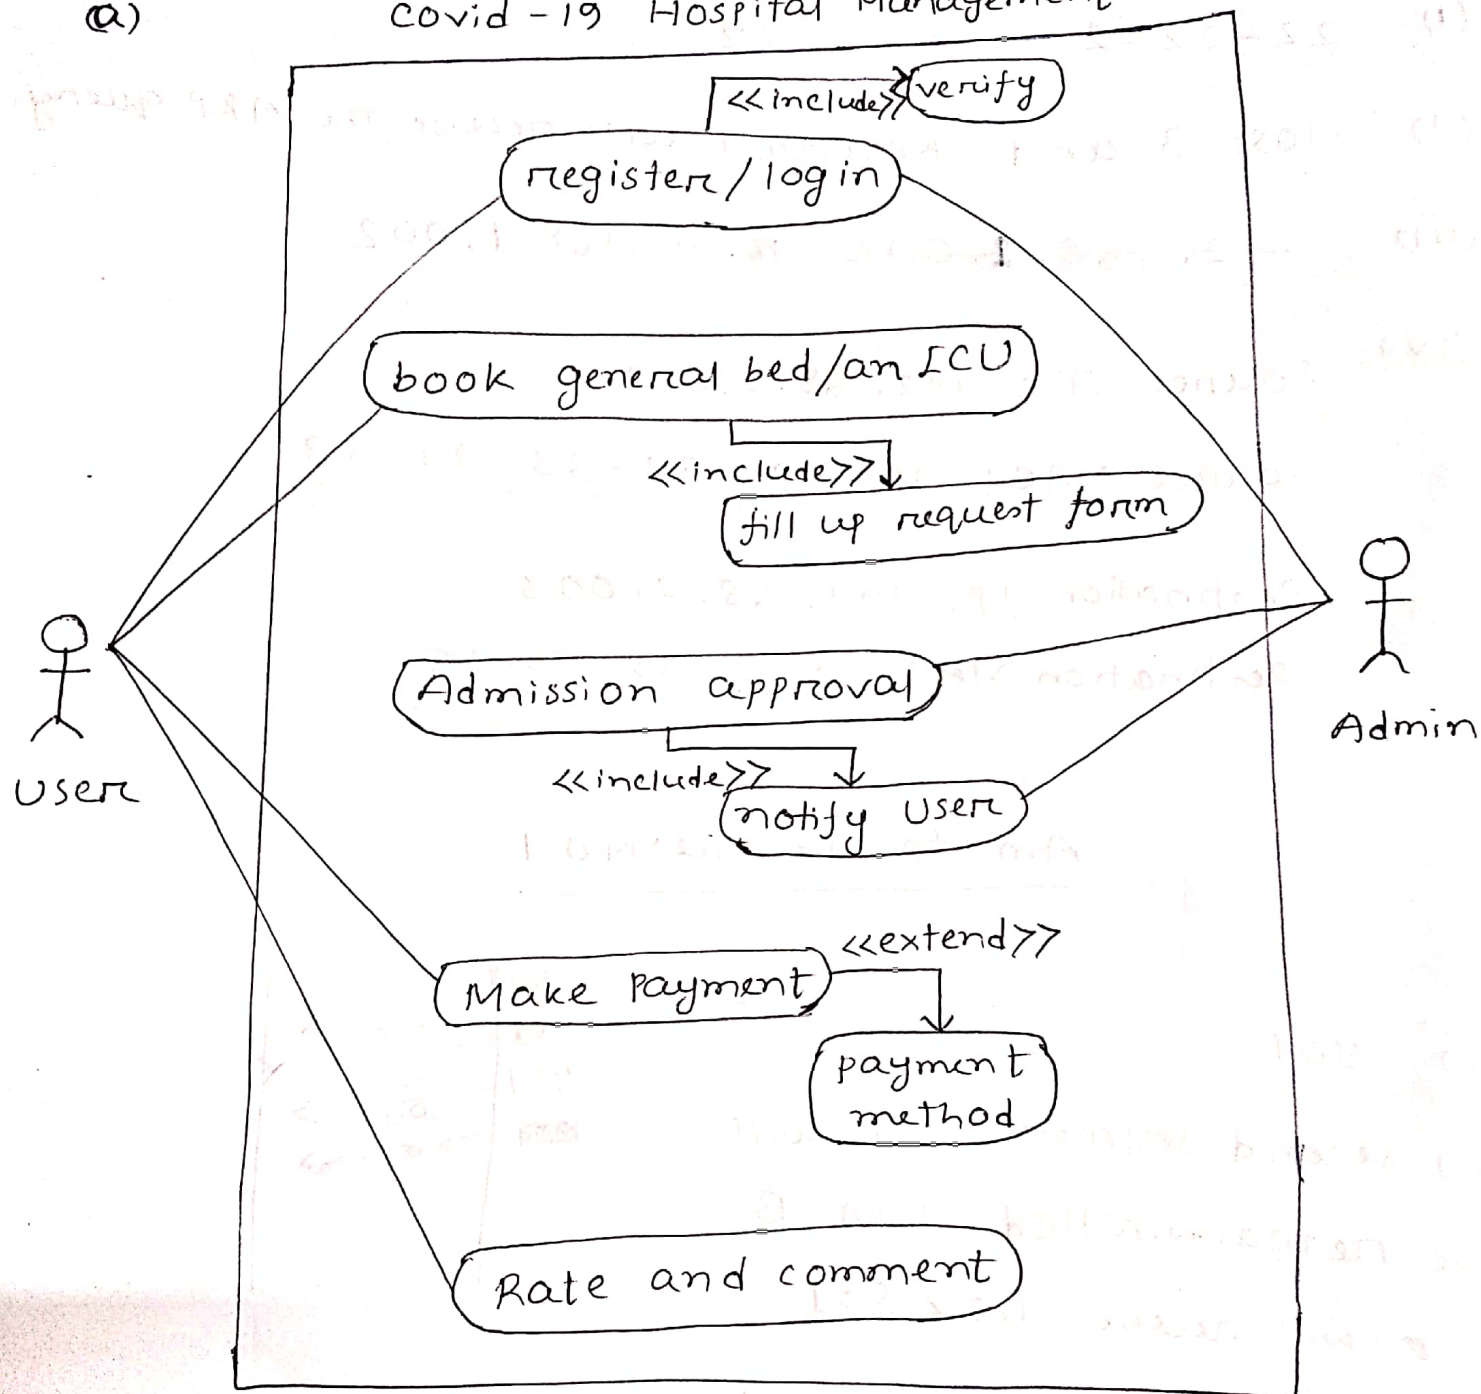 (a) Covid-19 Hospital Management
<<include>> verify
register/login
book general bed/an ICU
<<include>>
fill up request form
Admission approval
Admin
User
<<include>>
notify user
<<extend>>
Make Payment
payment
method
Rate and comment